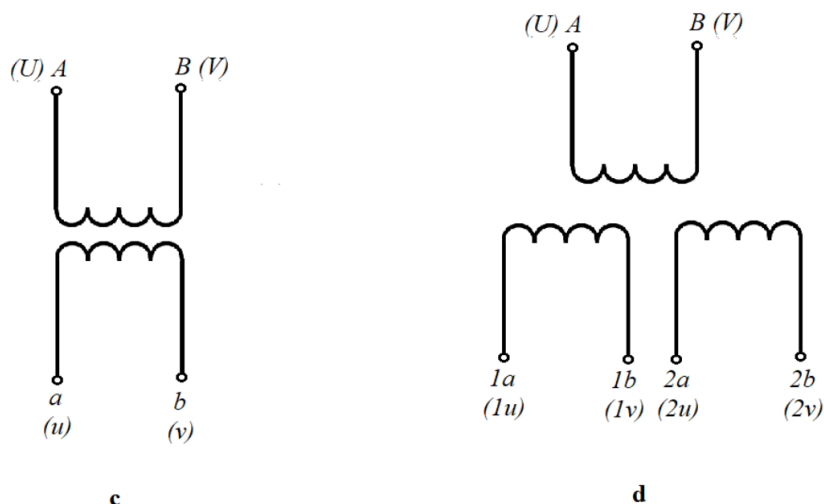 (U) A
B (V)
a
(u)
b
(v)
c
(U) A
B (V)
1a
(1u)
1b
(1v)
2a
(2u)
2b
(2v)
d